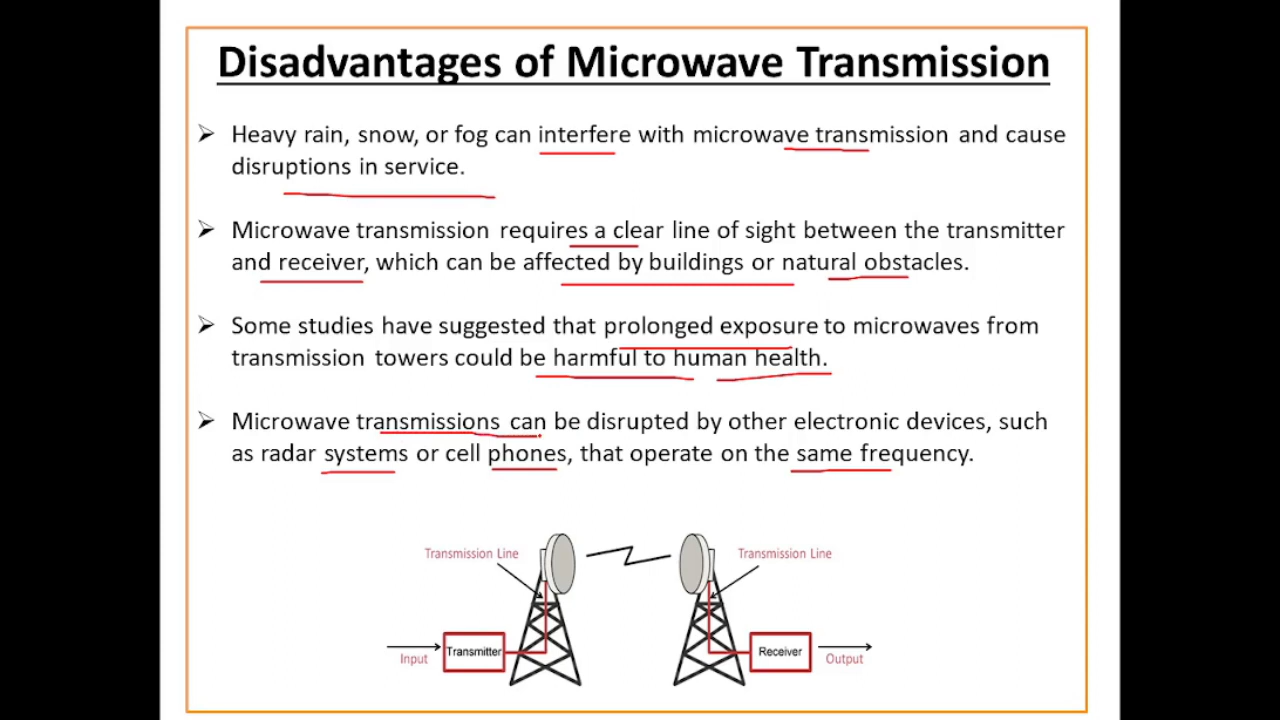 Disadvantages of Microwave Transmission
➢ Heavy rain, snow, or fog can interfere with microwave transmission and cause
disruptions in service.
➢ Microwave transmission requires a clear line of sight between the transmitter
and receiver, which can be affected by buildings or natural obstacles.
➢ Some studies have suggested that prolonged exposure to microwaves from
transmission towers could be harmful to human health.
➢ Microwave transmissions can be disrupted by other electronic devices, such
as radar systems or cell phones, that operate on the same frequency.
Transmission Line
Transmission Line
Transmitter
Receiver
Input
Output